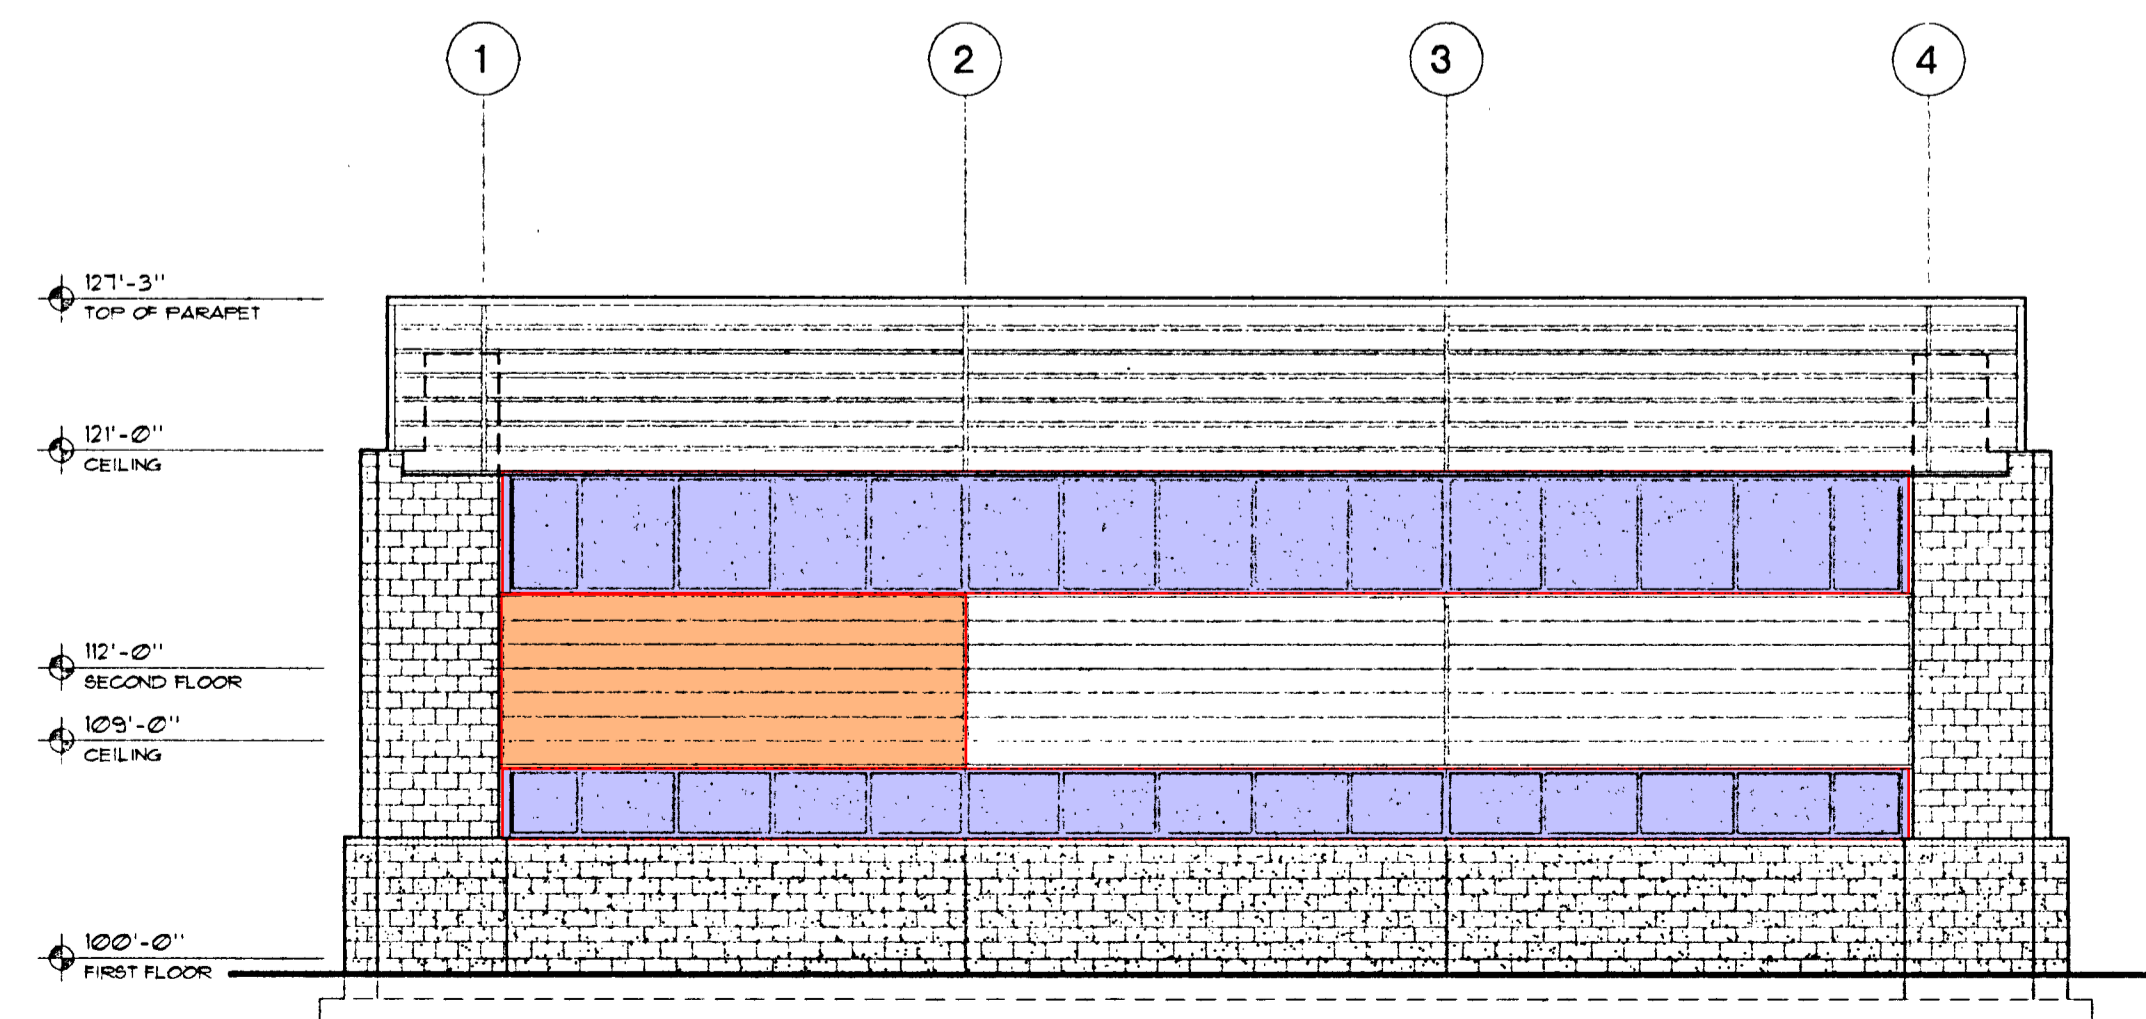 1 2 3 4
127'-3"
TOP OF PARAPET
121'-0"
CEILING
112'-0"
SECOND FLOOR
109'-0"
CEILING
100'-0"
FIRST FLOOR